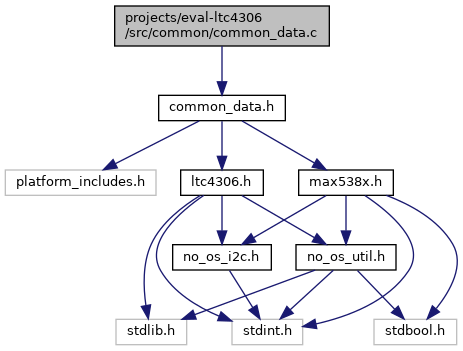 projects/eval-ltc4306
/src/common/common_data.c
common_data.h
platform_includes.h
ltc4306.h
max538x.h
no_os_i2c.h
no_os_util.h
stdlib.h
stdint.h
stdbool.h